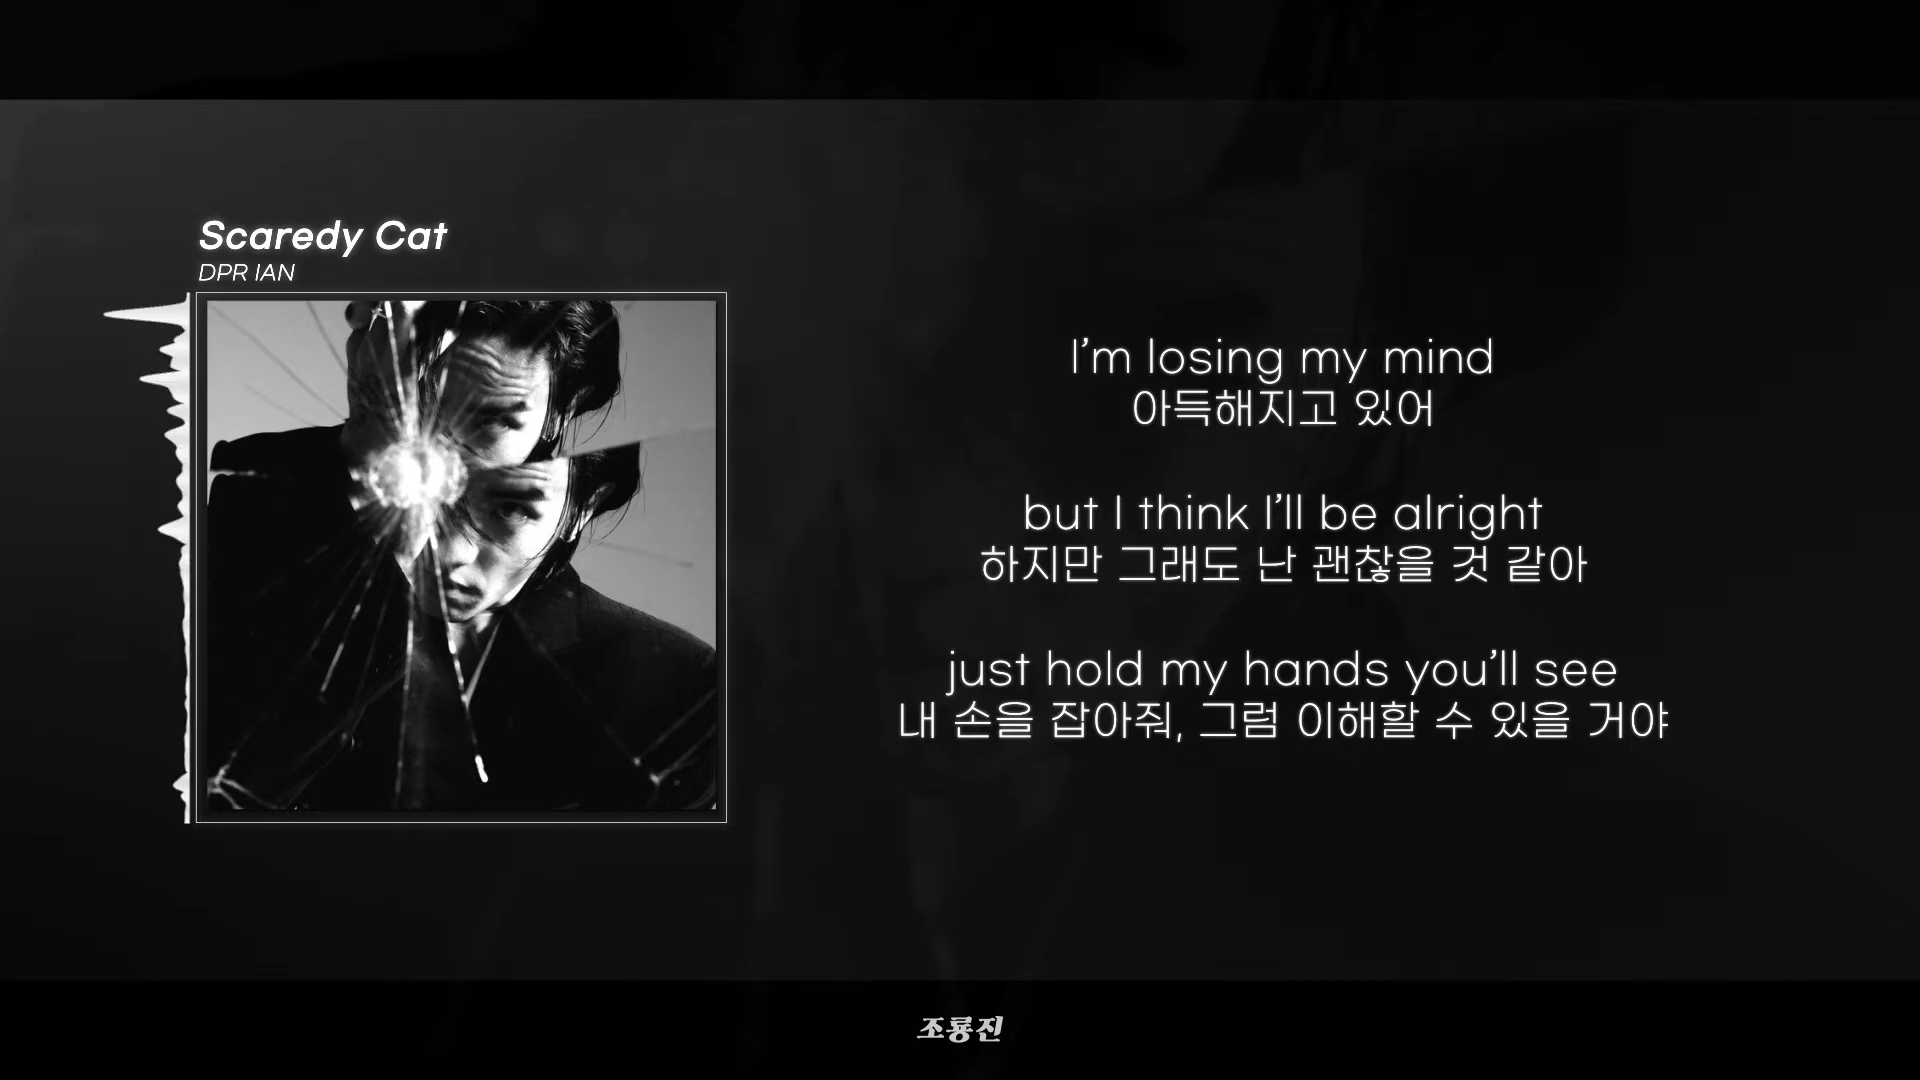 Scaredy Cat
DPR IAN
I'm losing my mind
아득해지고 있어
but I think I'll be alright
하지만 그래도 난 괜찮을 것 같아
just hold my hands you'll see
내 손을 잡아줘, 그럼 이해할 수 있을 거야
조룡진